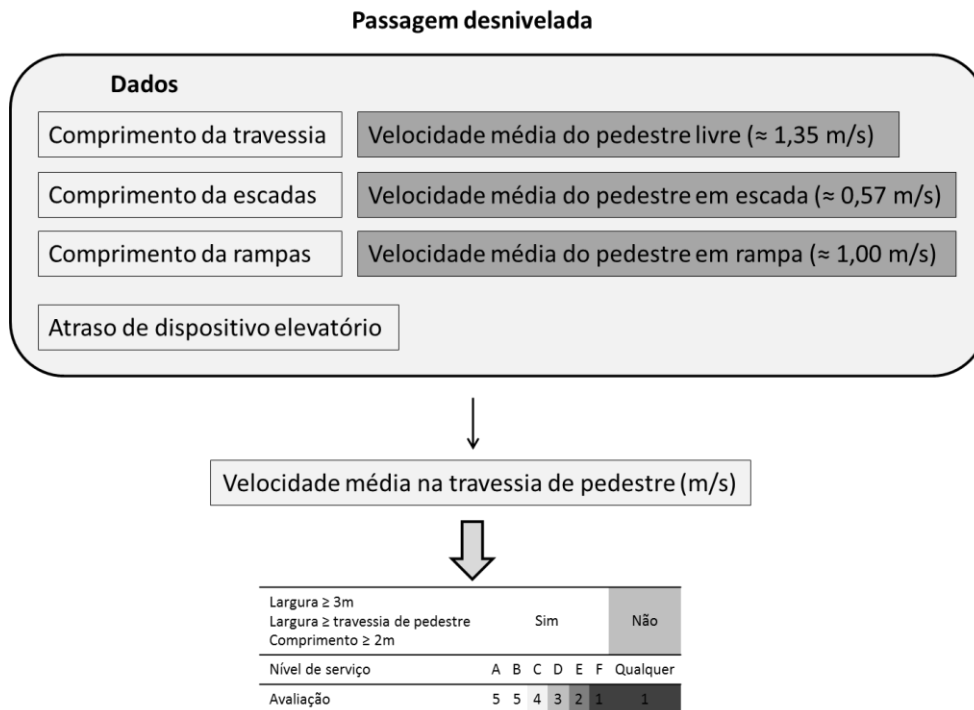 Passagem desnivelada
Dados
Comprimento da travessia Velocidade média do pedestre livre (≈ 1,35 m/s)
Comprimento da escadas Velocidade média do pedestre em escada (≈ 0,57 m/s)
Comprimento da rampas Velocidade média do pedestre em rampa (≈ 1,00 m/s)
Atraso de dispositivo elevatório
Velocidade média na travessia de pedestre (m/s)
Largura ≥ 3m
Largura ≥ travessia de pedestre Sim Não
Comprimento ≥ 2m
Nível de serviço A B C D E F Qualquer
Avaliação 5 5 4 3 2 1 1